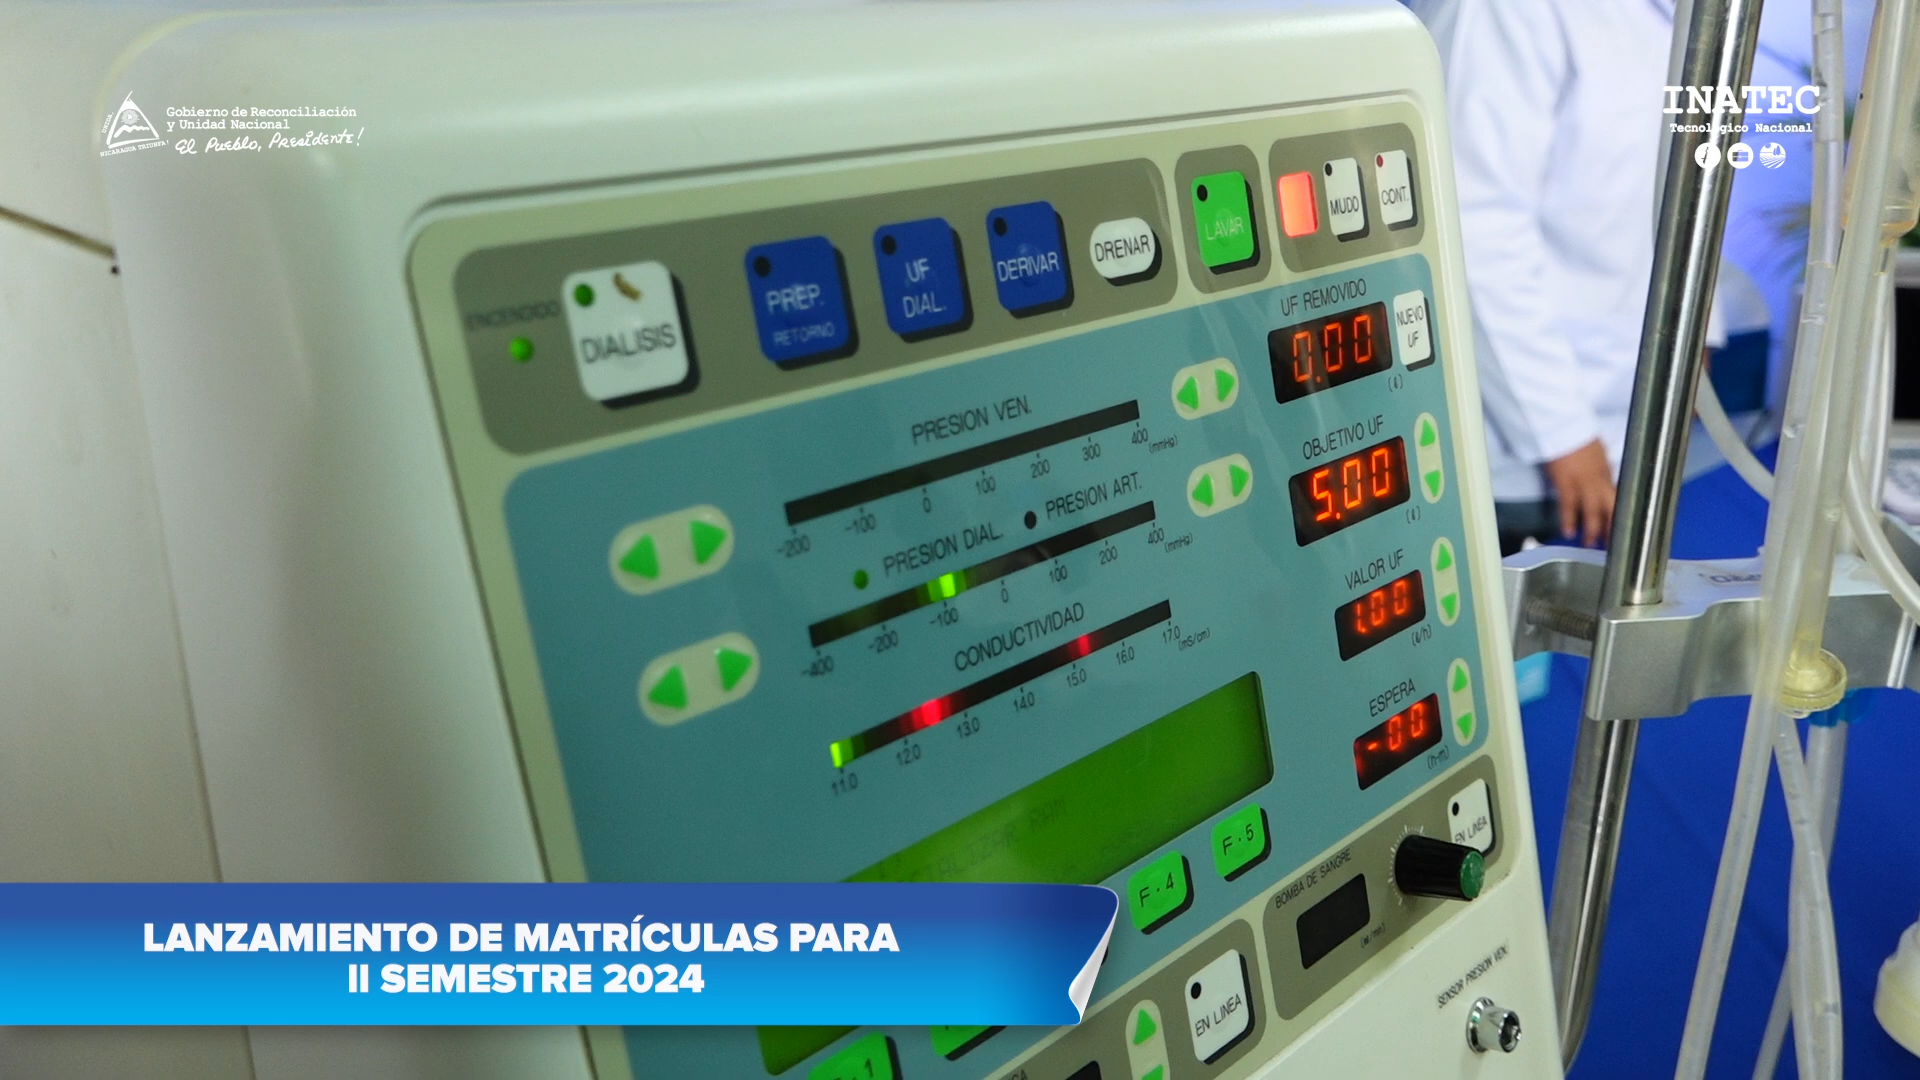 UNIDA
NICARAGUA TRIUNFA!
Gobierno de Reconciliación
y Unidad Nacional
El Pueblo, Presidente!
INATEC
Tecnológico Nacional
ENCENDIDO
DIALISIS
PREP.
RETORNO
UF
DIAL.
DERIVAR
DRENAR
LAVAR
MUDO
CONT.
UF REMOVIDO
0.00
NUEVO
UF
PRESION VEN.
-200 -100 0 100 200 300 400 (mmHg)
OBJETIVO UF
5.00
PRESION DIAL.
PRESION ART.
-400 -200 -100 0 100 200 400 (mmHg)
VALOR UF
1.00
(ℓ/h)
CONDUCTIVIDAD
11.0 12.0 13.0 14.0 15.0 16.0 17.0 (mS/cm)
ESPERA
-00
(h-m)
F-4
F-5
BOMBA DE SANGRE
EN LINEA
EN LINEA
SENSOR PRESION VEN.
LANZAMIENTO DE MATRÍCULAS PARA
II SEMESTRE 2024